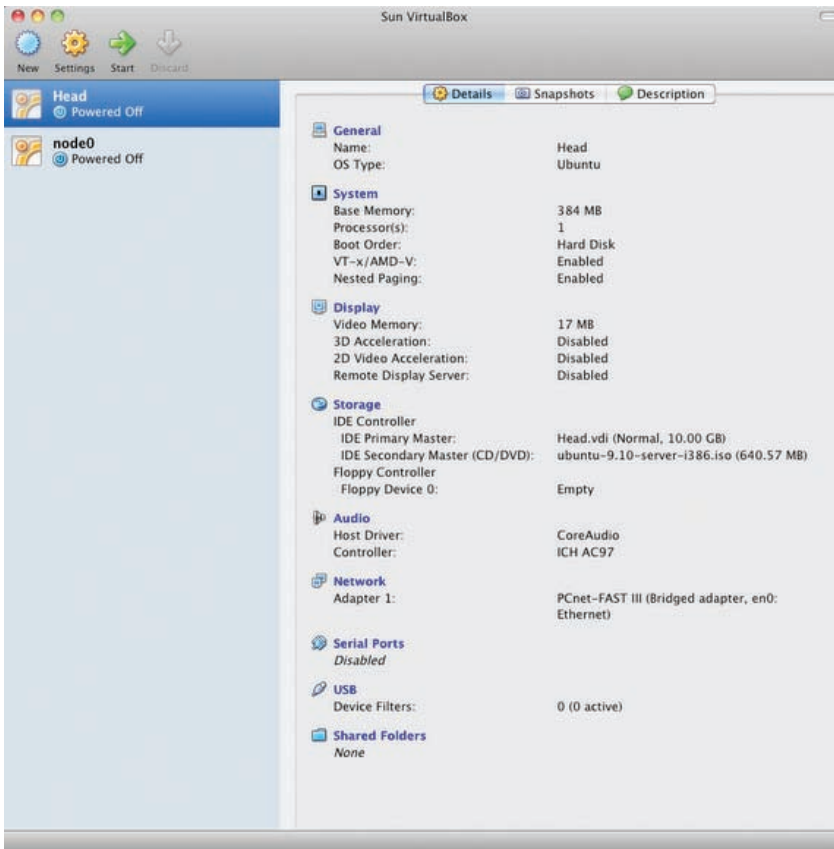 Sun VirtualBox
New Settings Start Discard
Head
Powered Off
node0
Powered Off
Details Snapshots Description
General
Name: Head
OS Type: Ubuntu
System
Base Memory: 384 MB
Processor(s): 1
Boot Order: Hard Disk
VT-x/AMD-V: Enabled
Nested Paging: Enabled
Display
Video Memory: 17 MB
3D Acceleration: Disabled
2D Video Acceleration: Disabled
Remote Display Server: Disabled
Storage
IDE Controller
IDE Primary Master: Head.vdi (Normal, 10.00 GB)
IDE Secondary Master (CD/DVD): ubuntu-9.10-server-i386.iso (640.57 MB)
Floppy Controller
Floppy Device 0: Empty
Audio
Host Driver: CoreAudio
Controller: ICH AC97
Network
Adapter 1: PCnet-FAST III (Bridged adapter, en0:
Ethernet)
Serial Ports
Disabled
USB
Device Filters: 0 (0 active)
Shared Folders
None